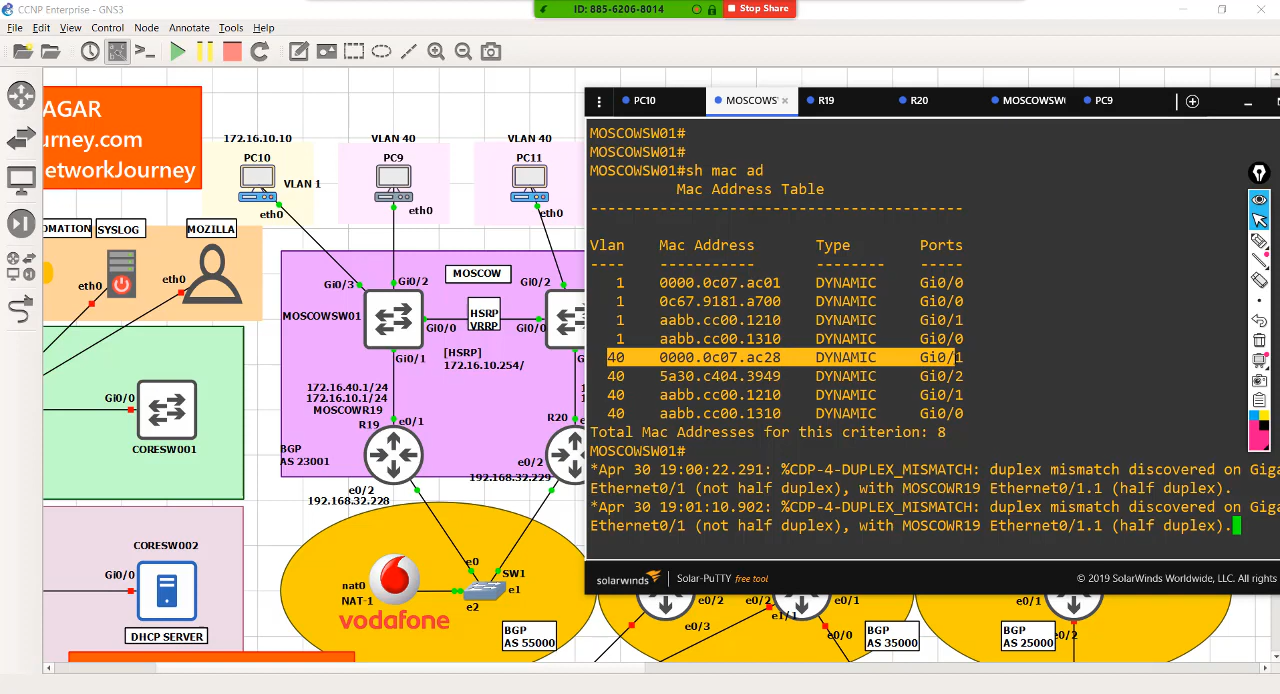 CCNP Enterprise - GNS3
ID: 885-6206-8014
Stop Share
File Edit View Control Node Annotate Tools Help
AGAR
urney.com
etworkJourney
172.16.10.10
PC10
VLAN 1
eth0
VLAN 40
PC9
eth0
VLAN 40
PC11
eth0
OMATION
SYSLOG
MOZILLA
eth0
eth0
MOSCOW
Gi0/3
Gi0/2
Gi0/2
MOSCOWSW01
HSRP
VRRP
Gi0/0
Gi0/0
Gi0/1
[HSRP]
172.16.10.254/
172.16.40.1/24
172.16.10.1/24
MOSCOWR19
R19
e0/1
R20
BGP
AS 23001
e0/2
192.168.32.228
e0/2
192.168.32.229
Gi0/0
CORESW001
CORESW002
Gi0/0
DHCP SERVER
nat0
NAT-1
vodafone
e0
SW1
e1
e2
BGP
AS 55000
e0/2
e0/3
e0/2
e1/1
e0/1
e0/0
BGP
AS 35000
e0/1
e0/2
BGP
AS 25000
PC10
MOSCOWS
R19
R20
MOSCOWSW
PC9
MOSCOWSW01#
MOSCOWSW01#
MOSCOWSW01#sh mac ad
Mac Address Table
-------------------------------------------
Vlan Mac Address Type Ports
---- ----------- -------- -----
1 0000.0c07.ac01 DYNAMIC Gi0/0
1 0c67.9181.a700 DYNAMIC Gi0/0
1 aabb.cc00.1210 DYNAMIC Gi0/1
1 aabb.cc00.1310 DYNAMIC Gi0/0
40 0000.0c07.ac28 DYNAMIC Gi0/1
40 5a30.c404.3949 DYNAMIC Gi0/2
40 aabb.cc00.1210 DYNAMIC Gi0/1
40 aabb.cc00.1310 DYNAMIC Gi0/0
Total Mac Addresses for this criterion: 8
MOSCOWSW01#
*Apr 30 19:00:22.291: %CDP-4-DUPLEX_MISMATCH: duplex mismatch discovered on Giga
Ethernet0/1 (not half duplex), with MOSCOWR19 Ethernet0/1.1 (half duplex).
*Apr 30 19:01:10.902: %CDP-4-DUPLEX_MISMATCH: duplex mismatch discovered on Giga
Ethernet0/1 (not half duplex), with MOSCOWR19 Ethernet0/1.1 (half duplex).
solarwinds
Solar-PuTTY free tool
© 2019 SolarWinds Worldwide, LLC. All rights